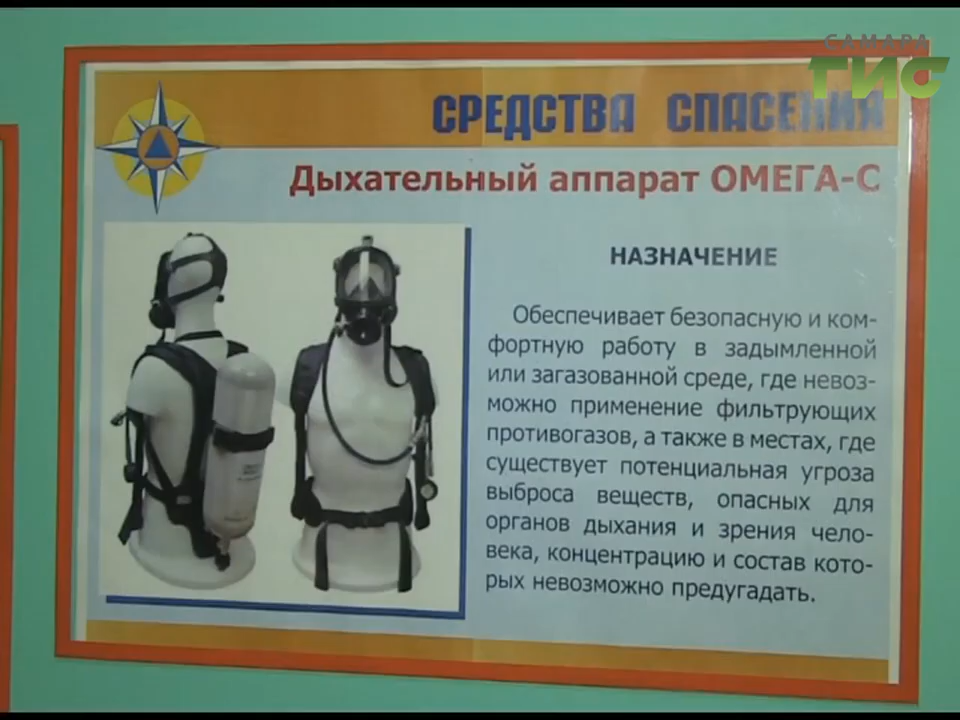 САМАРА
ГИС
СРЕДСТВА СПАСЕНИЯ
Дыхательный аппарат ОМЕГА-С
НАЗНАЧЕНИЕ
Обеспечивает безопасную и ком-
фортную работу в задымленной
или загазованной среде, где невоз-
можно применение фильтрующих
противогазов, а также в местах, где
существует потенциальная угроза
выброса веществ, опасных для
органов дыхания и зрения чело-
века, концентрацию и состав кото-
рых невозможно предугадать.